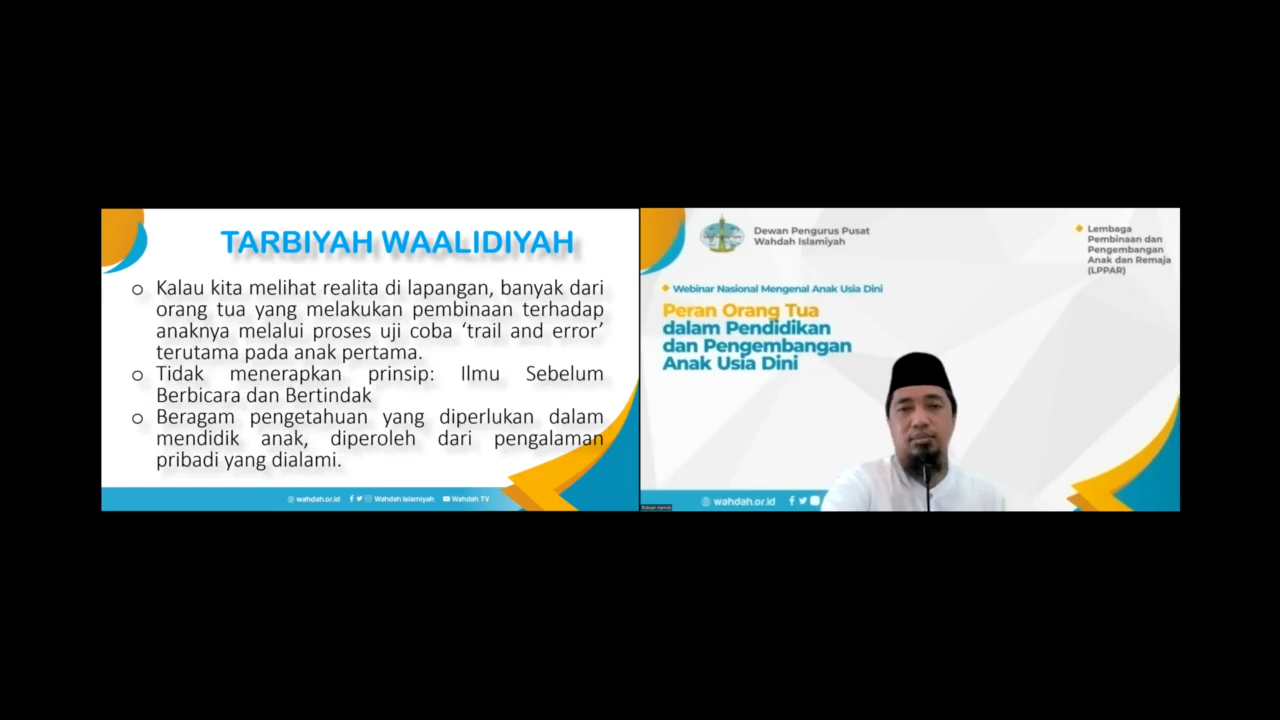 TARBIYAH WAALIDIYAH
o Kalau kita melihat realita di lapangan, banyak dari
orang tua yang melakukan pembinaan terhadap
anaknya melalui proses uji coba ‘trail and error’
terutama pada anak pertama.
o Tidak menerapkan prinsip: Ilmu Sebelum
Berbicara dan Bertindak
o Beragam pengetahuan yang diperlukan dalam
mendidik anak, diperoleh dari pengalaman
pribadi yang dialami.
wahdah.or.id Wahdah Islamiyah Wahdah TV
Dewan Pengurus Pusat
Wahdah Islamiyah
Lembaga
Pembinaan dan
Pengembangan
Anak dan Remaja
(LPPAR)
Webinar Nasional Mengenal Anak Usia Dini
Peran Orang Tua
dalam Pendidikan
dan Pengembangan
Anak Usia Dini
wahdah.or.id